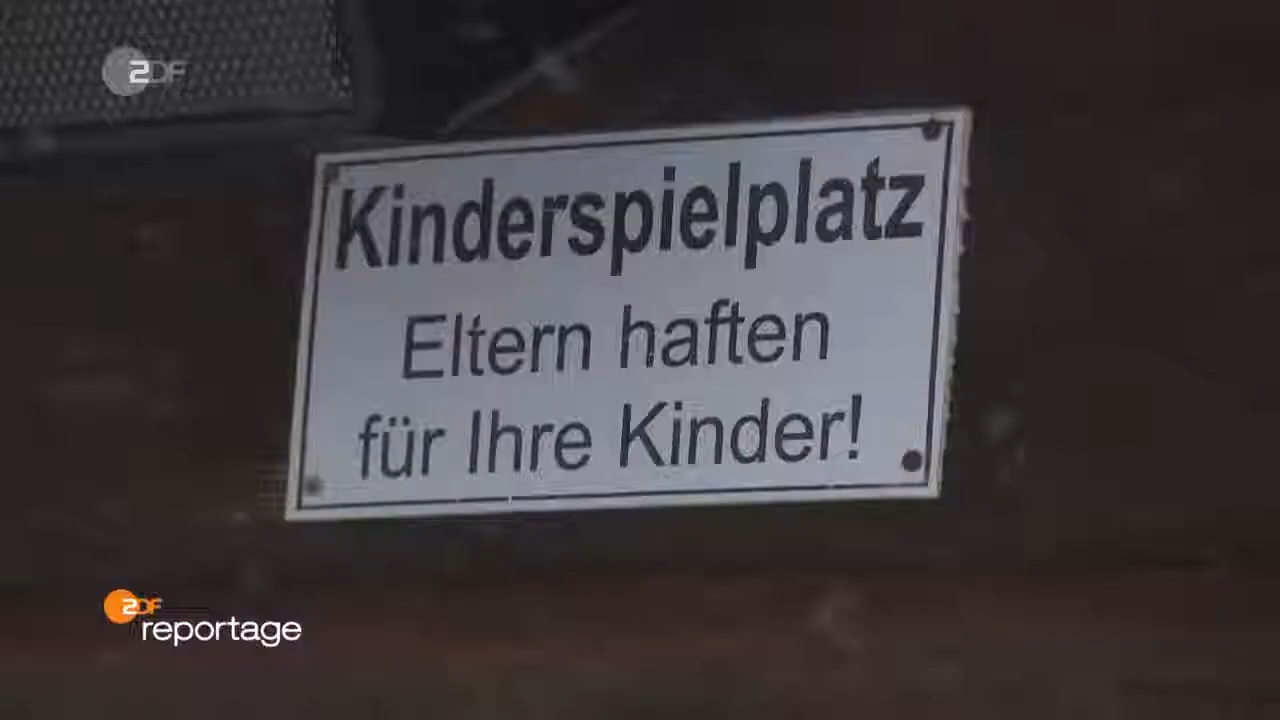 ZDF
Kinderspielplatz
Eltern haften
für Ihre Kinder!
ZDF
reportage